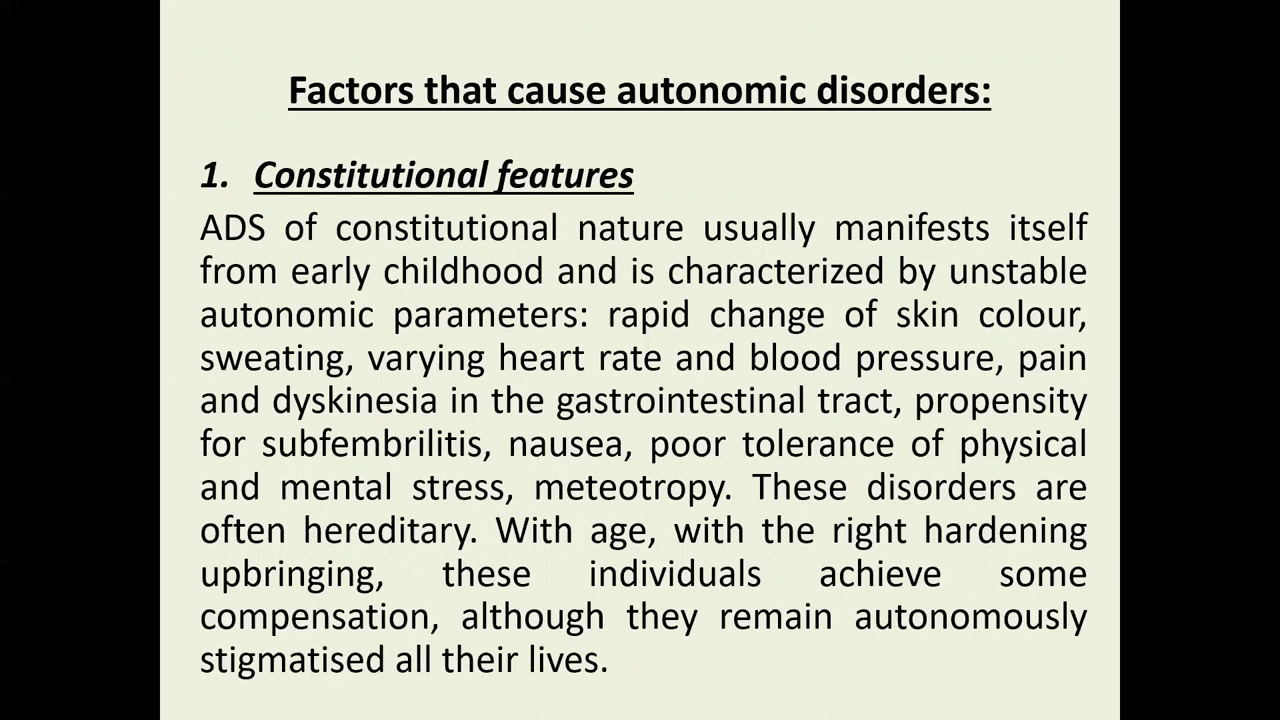 Factors that cause autonomic disorders:
1. Constitutional features
ADS of constitutional nature usually manifests itself
from early childhood and is characterized by unstable
autonomic parameters: rapid change of skin colour,
sweating, varying heart rate and blood pressure, pain
and dyskinesia in the gastrointestinal tract, propensity
for subfembrilitis, nausea, poor tolerance of physical
and mental stress, meteotropy. These disorders are
often hereditary. With age, with the right hardening
upbringing, these individuals achieve some
compensation, although they remain autonomously
stigmatised all their lives.